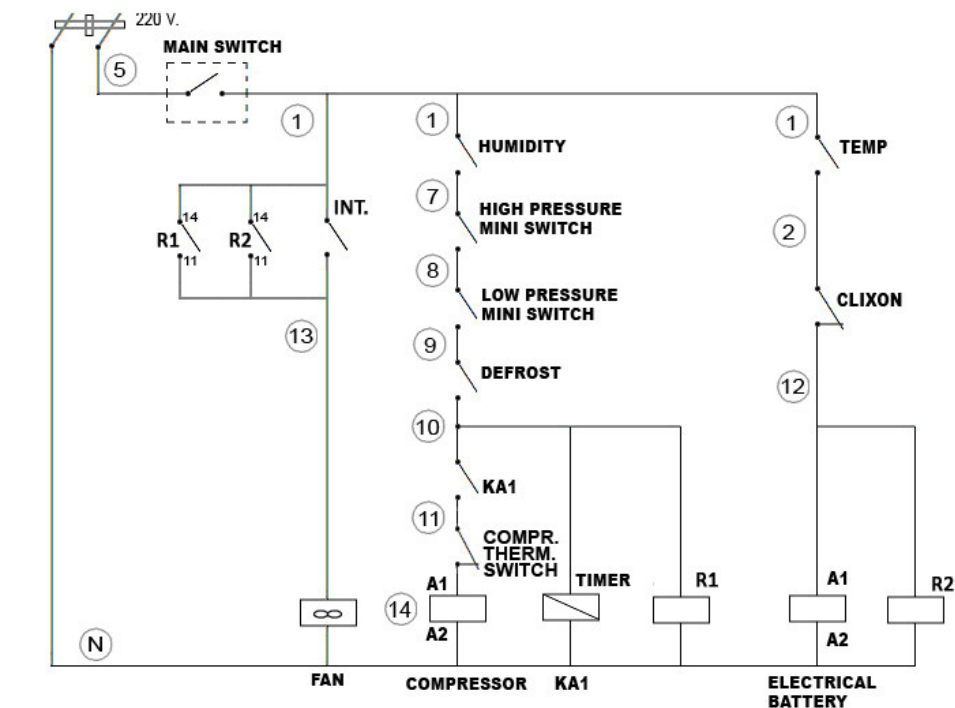 220 V.
MAIN SWITCH
5
1
1
1
HUMIDITY
TEMP
7
HIGH PRESSURE
MINI SWITCH
INT.
14
14
R1
R2
11
11
2
8
LOW PRESSURE
MINI SWITCH
CLIXON
13
9
DEFROST
12
10
KA1
11
COMPR.
THERM.
SWITCH
A1
TIMER
R1
A1
R2
14
A2
A2
N
FAN
COMPRESSOR
KA1
ELECTRICAL
BATTERY